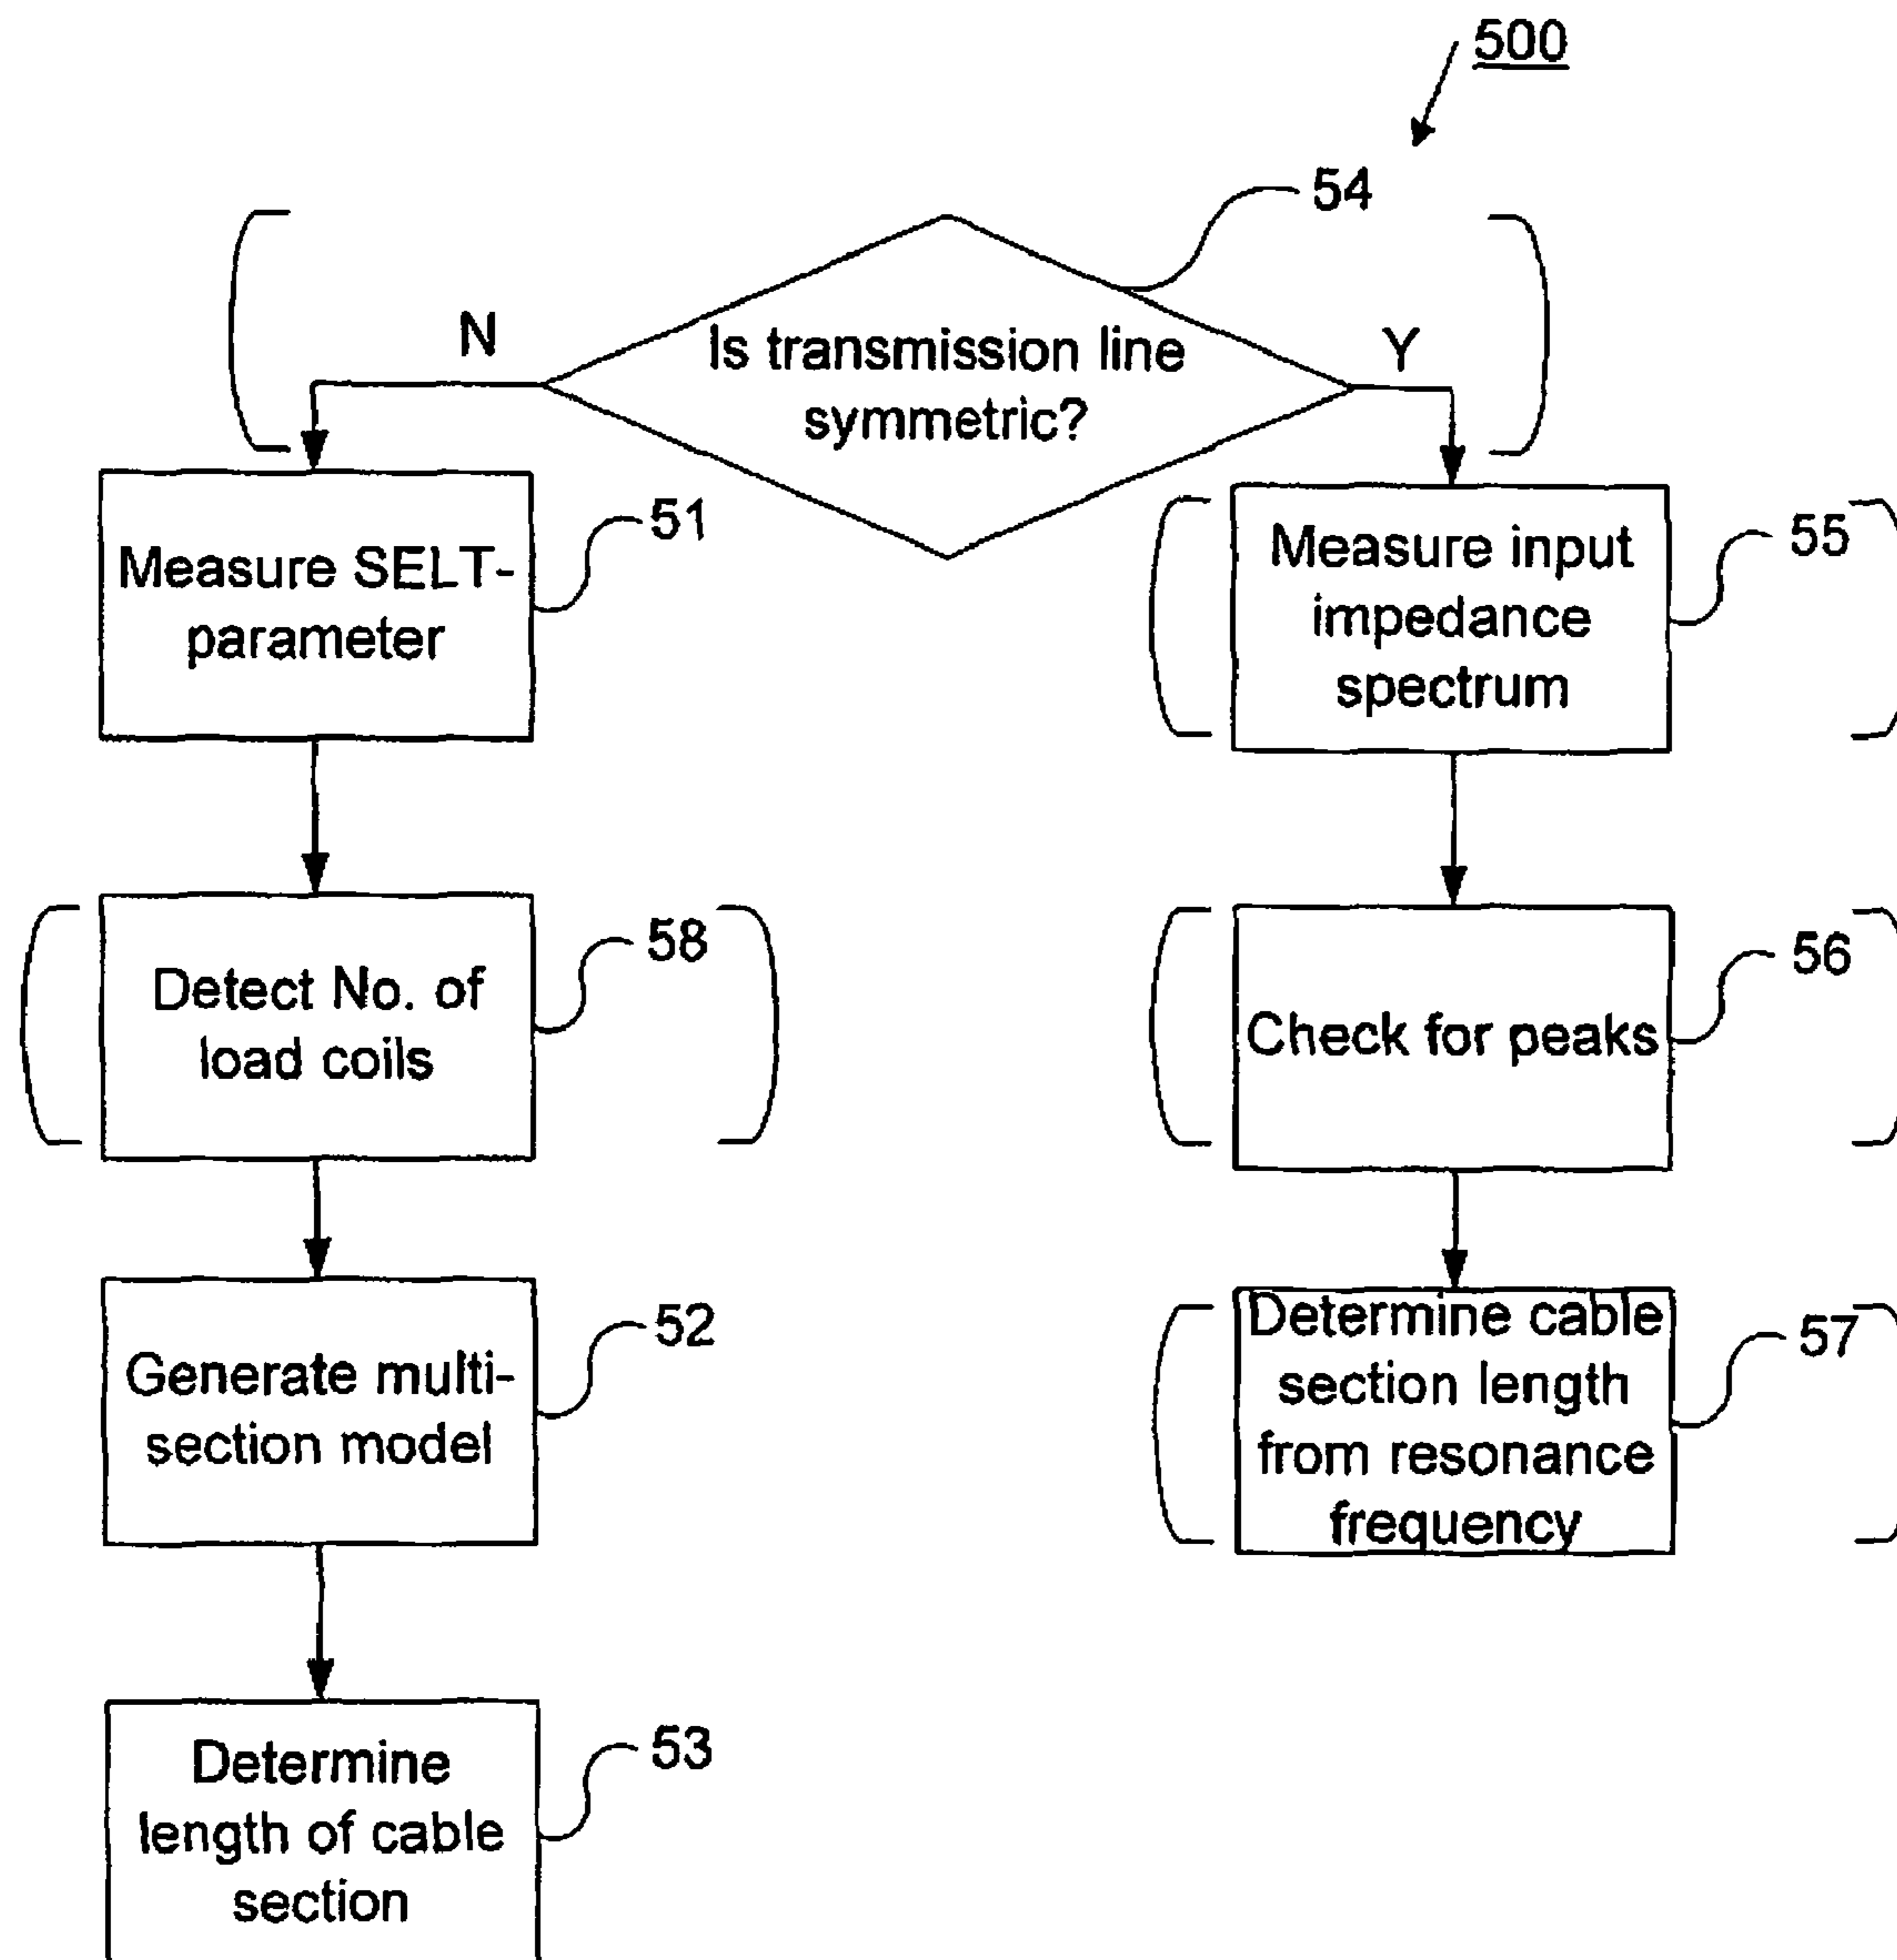 500
54
N
Is transmission line
symmetric?
Y
Measure SELT-
parameter
51
Measure input
impedance
spectrum
55
Detect No. of
load coils
58
Check for peaks
56
Generate multi-
section model
52
Determine cable
section length
from resonance
frequency
57
Determine
length of cable
section
53